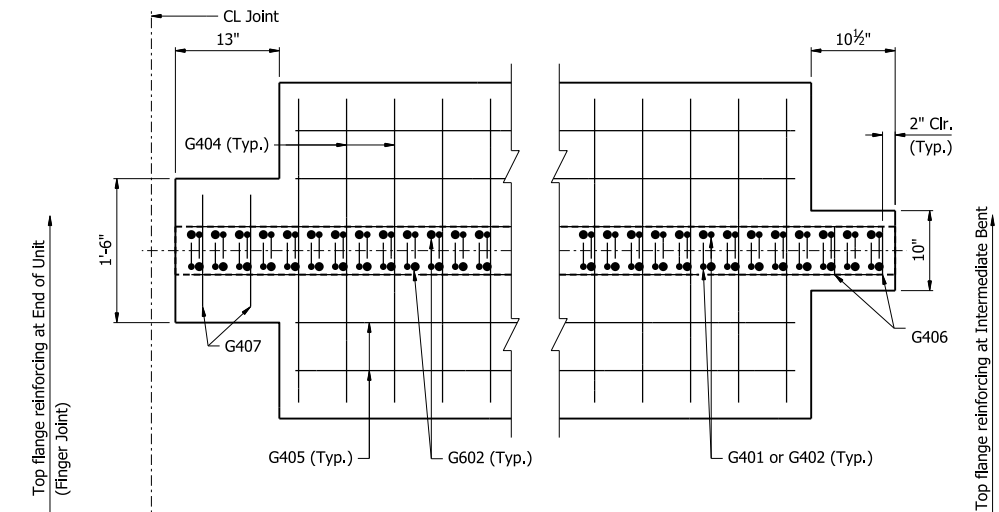 CL Joint
13"
10½"
2" Clr.
(Typ.)
G404 (Typ.)
1'-6"
10"
G407
G406
G405 (Typ.)
G602 (Typ.)
G401 or G402 (Typ.)
Top flange reinforcing at End of Unit
(Finger Joint)
Top flange reinforcing at Intermediate Bent